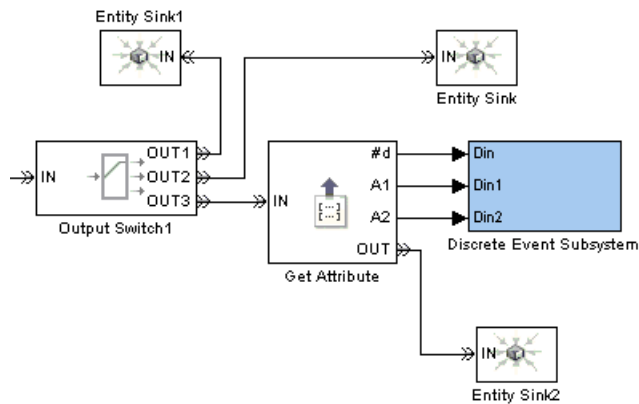 Entity Sink1
IN
IN
Entity Sink
IN
OUT1
OUT2
OUT3
Output Switch1
IN
[...]
#d
A1
A2
OUT
Get Attribute
Din
Din1
Din2
Discrete Event Subsystem
IN
Entity Sink2